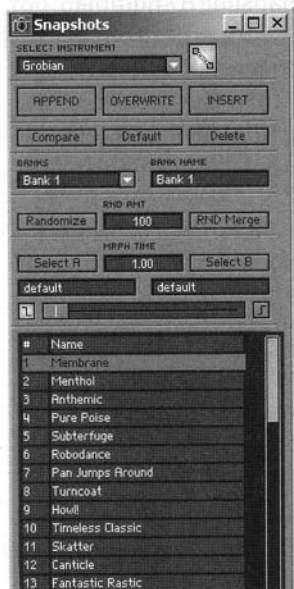 Snapshots
SELECT INSTRUMENT
Grobian
APPEND OVERWRITE INSERT
Compare Default Delete
BANKS BANK NAME
Bank 1 Bank 1
RND AMT
Randomize 100 RND Merge
MRPH TIME
Select A 1,00 Select B
default default
# Name
1 Membrane
2 Menthol
3 Anthemic
4 Pure Poise
5 Subterfuge
6 Robodance
7 Pan Jumps Around
8 Turncoat
9 Howl!
10 Timeless Classic
11 Skatter
12 Canticle
13 Fantastic Rastic